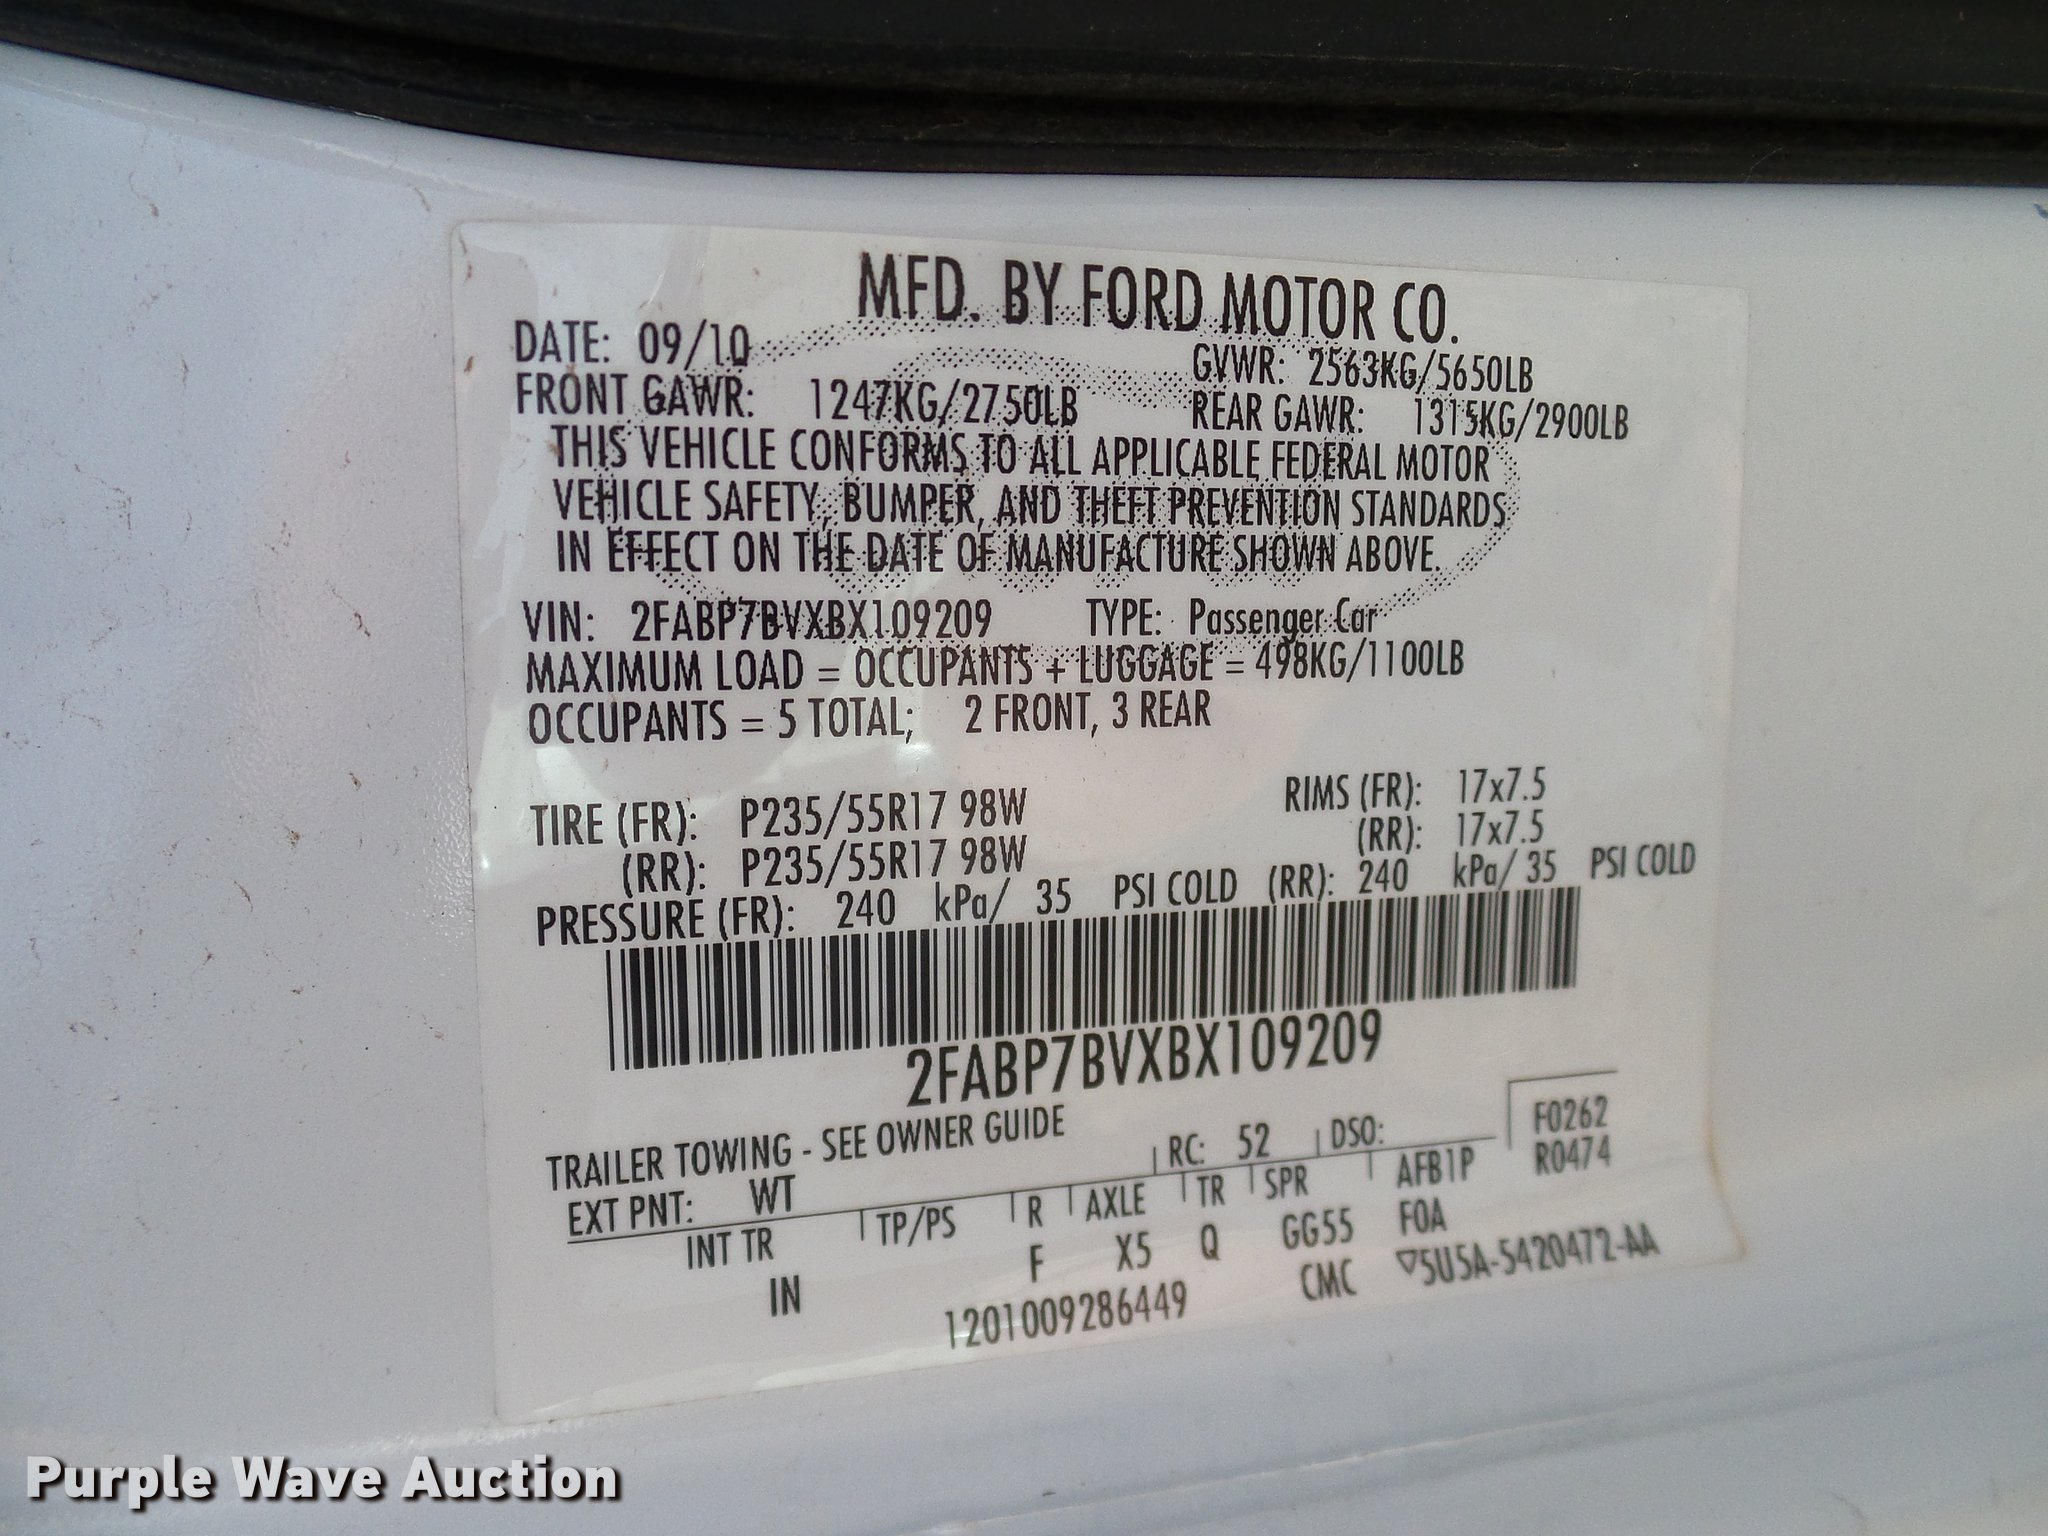 MFD. BY FORD MOTOR CO.
DATE: 09/10 GVWR: 2563KG/5650LB
FRONT GAWR: 1247KG/2750LB REAR GAWR: 1315KG/2900LB
THIS VEHICLE CONFORMS TO ALL APPLICABLE FEDERAL MOTOR
VEHICLE SAFETY, BUMPER, AND THEFT PREVENTION STANDARDS
IN EFFECT ON THE DATE OF MANUFACTURE SHOWN ABOVE.
VIN: 2FABP7BVXBX109209 TYPE: Passenger Car
MAXIMUM LOAD = OCCUPANTS + LUGGAGE = 498KG/1100LB
OCCUPANTS = 5 TOTAL; 2 FRONT, 3 REAR
TIRE (FR): P235/55R17 98W RIMS (FR): 17x7.5
(RR): P235/55R17 98W (RR): 17x7.5
PRESSURE (FR): 240 kPa/ 35 PSI COLD (RR): 240 kPa/ 35 PSI COLD
2FABP7BVXBX109209
TRAILER TOWING - SEE OWNER GUIDE
EXT PNT: WT RC: 52 DSO: F0262
INT TR TP/PS R AXLE TR SPR AFB1P R0474
IN F X5 Q GG55 FOA
1201009286449 CMC ▽5U5A-5420472-AA
Purple Wave Auction